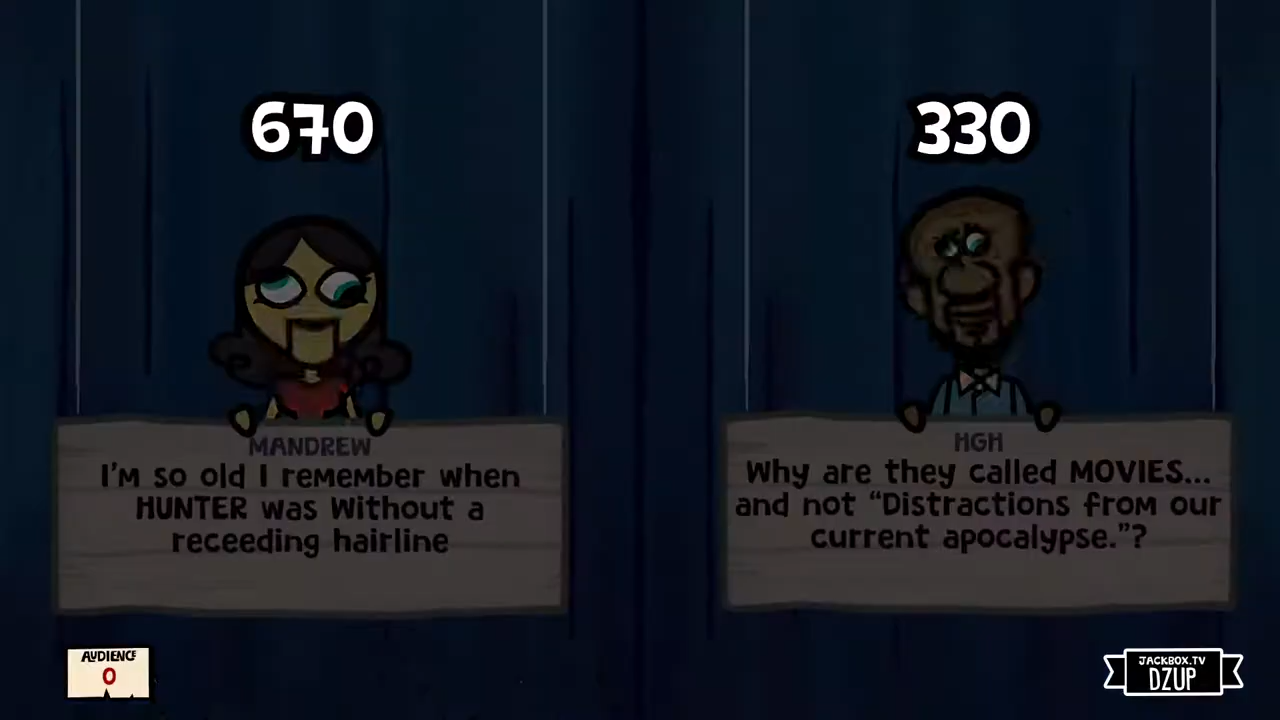 670
330
MANDREW
I'm so old I remember when
HUNTER was Without a
receeding hairline
HGH
Why are they called MOVIES...
and not “Distractions from our
current apocalypse.”?
AUDIENCE
0
JACKBOX.TV
DZUP